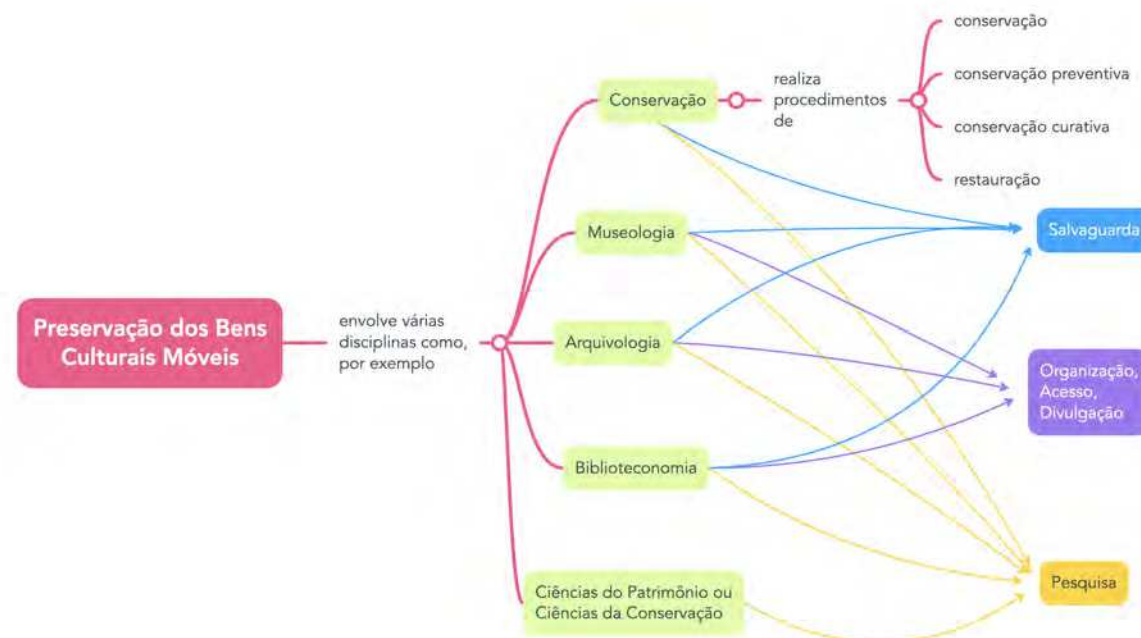 Preservação dos Bens
Culturais Móveis
envolve várias
disciplinas como,
por exemplo
Conservação
realiza
procedimentos
de
conservação
conservação preventiva
conservação curativa
restauração
Museologia
Arquivologia
Biblioteconomia
Ciências do Patrimônio ou
Ciências da Conservação
Salvaguarda
Organização,
Acesso,
Divulgação
Pesquisa